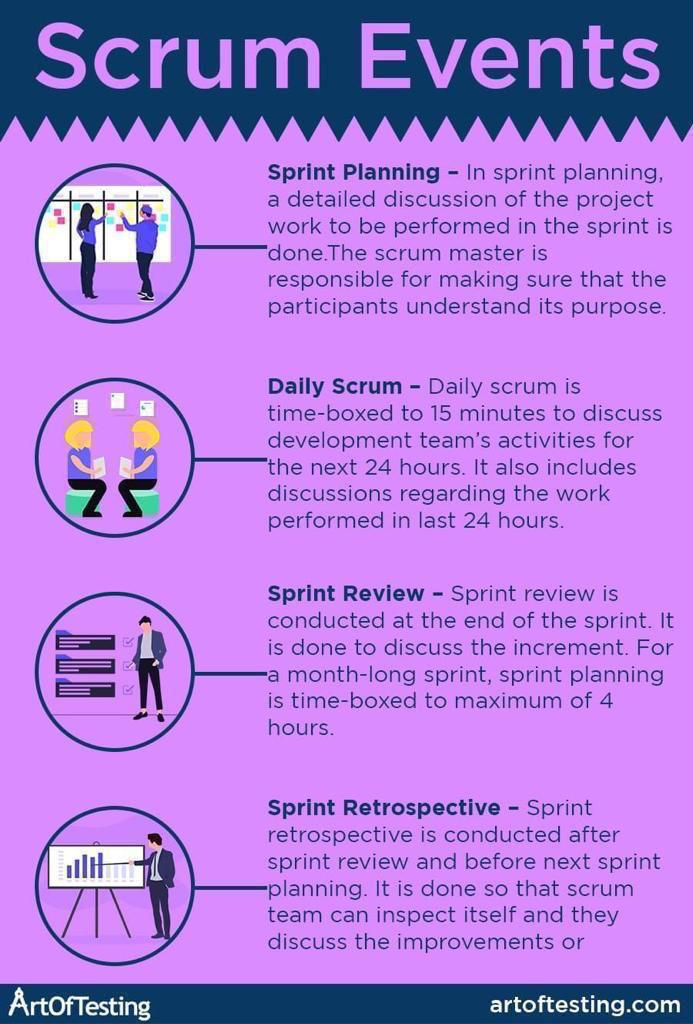 Scrum Events
Sprint Planning – In sprint planning,
a detailed discussion of the project
work to be performed in the sprint is
done.The scrum master is
responsible for making sure that the
participants understand its purpose.
Daily Scrum – Daily scrum is
time-boxed to 15 minutes to discuss
development team’s activities for
the next 24 hours. It also includes
discussions regarding the work
performed in last 24 hours.
Sprint Review – Sprint review is
conducted at the end of the sprint. It
is done to discuss the increment. For
a month-long sprint, sprint planning
is time-boxed to maximum of 4
hours.
Sprint Retrospective – Sprint
retrospective is conducted after
sprint review and before next sprint
planning. It is done so that scrum
team can inspect itself and they
discuss the improvements or
ArtOfTesting
artoftesting.com